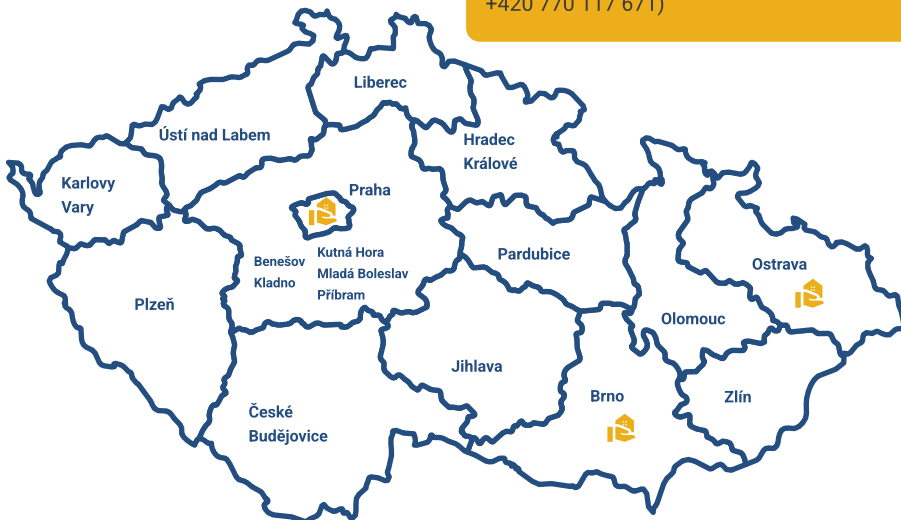 +420 770 117 671)
Liberec
Ústí nad Labem
Hradec
Králové
Karlovy
Vary
Praha
Kutná Hora
Mladá Boleslav
Příbram
Benešov
Kladno
Pardubice
Ostrava
Plzeň
Olomouc
Jihlava
Brno
Zlín
České
Budějovice